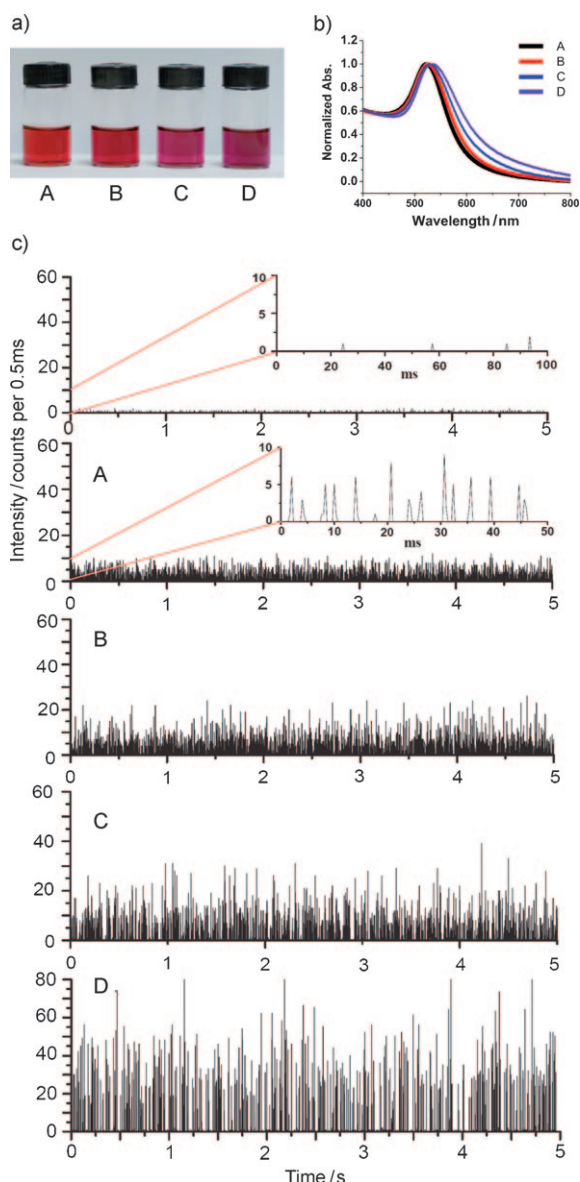 a)
A B C D
b)
Normalized Abs.
1.2
1.0
0.8
0.6
0.4
0.2
0.0
400 500 600 700 800
Wavelength / nm
A
B
C
D
c)
Intensity / counts per 0.5ms
60
40
20
0
0 1 2 3 4 5
10
5
0
0 20 40 60 80 100
ms
A
60
40
20
0
0 1 2 3 4 5
10
5
0
0 10 20 30 40 50
ms
B
60
40
20
0
0 1 2 3 4 5
C
60
40
20
0
0 1 2 3 4 5
D
80
60
40
20
0
0 1 2 3 4 5
Time / s